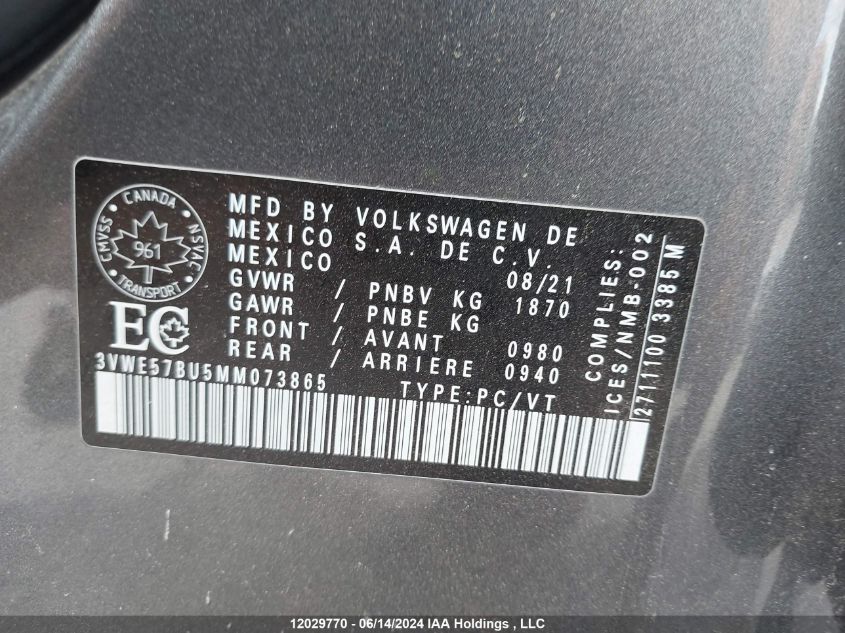 CANADA
CMVSS
NSVAC
961
TRANSPORT
EC
MFD BY VOLKSWAGEN DE
MEXICO S.A. DE C.V.
MEXICO 08/21
GVWR / PNBV KG 1870
GAWR / PNBE KG
FRONT / AVANT 0980
REAR / ARRIERE 0940
3VWE57BU5MM073865 TYPE:PC/VT
COMPLIES:
ICES/NMB-002
2711100 3385 M
12029770 - 06/14/2024 IAA Holdings , LLC